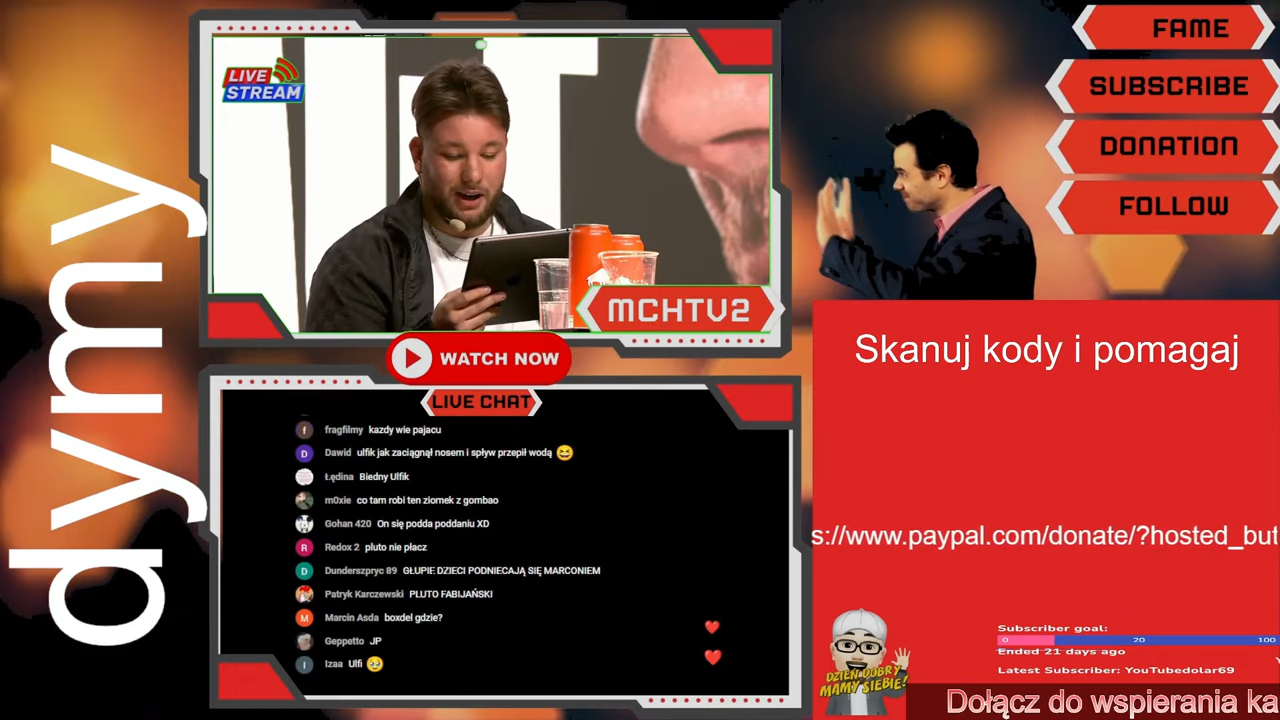 dymy
LIVE
STREAM
MCHTV2
WATCH NOW
LIVE CHAT
f fragfilmy kazdy wie pajacu
D Dawid ulfik jak zaciągnął nosem i spływ przepił wodą 😆
Łędina Biedny Ulfik
m0xie co tam robi ten ziomek z gombao
Gohan 420 On się podda poddaniu XD
R Redox 2 pluto nie płacz
D Dunderszpryc 89 GŁUPIE DZIECI PODNIECAJĄ SIĘ MARCONIEM
Patryk Karczewski PLUTO FABIJAŃSKI
M Marcin Asda boxdel gdzie?
Geppetto JP
I Izaa Ulfi 🥹
FAME
SUBSCRIBE
DONATION
FOLLOW
Skanuj kody i pomagaj
s://www.paypal.com/donate/?hosted_but
DZIEŃ DOBRY
MAMY SIEBIE!
Subscriber goal:
0 20 100
Ended 21 days ago
Latest Subscriber: YouTubedolar69
Dołącz do wspierania ka